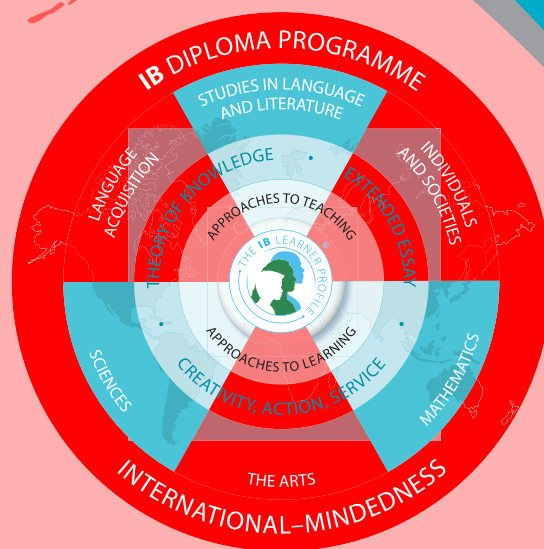 IB DIPLOMA PROGRAMME
STUDIES IN LANGUAGE
AND LITERATURE
LANGUAGE
ACQUISITION
INDIVIDUALS
AND SOCIETIES
THEORY OF KNOWLEDGE
EXTENDED ESSAY
APPROACHES TO TEACHING
THE IB LEARNER PROFILE
APPROACHES TO LEARNING
CREATIVITY, ACTION, SERVICE
SCIENCES
MATHEMATICS
THE ARTS
INTERNATIONAL–MINDEDNESS